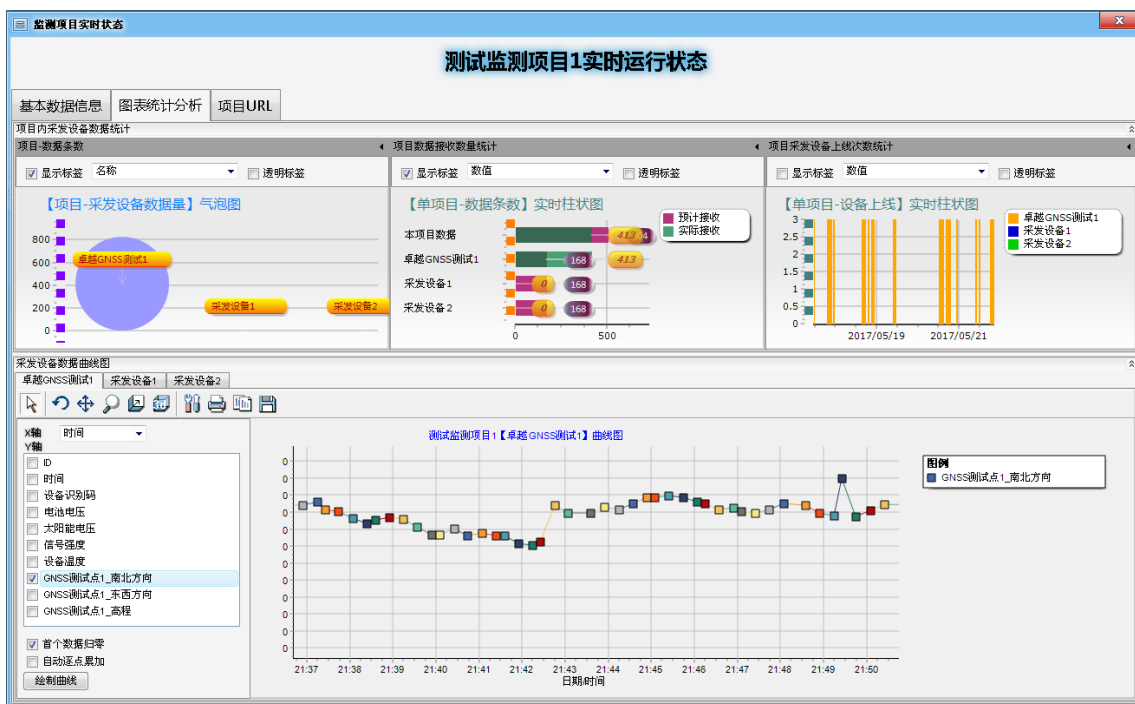 监测项目实时状态
x
测试监测项目1实时运行状态
基本数据信息 图表统计分析 项目URL
项目内采发设备数据统计
项目-数据条数
显示标签 名称 透明标签
【项目-采发设备数据量】气泡图
800
600
400
200
0
卓越GNSS测试1
采发设备1
采发设备2
项目数据接收数量统计
显示标签 数值 透明标签
【单项目-数据条数】实时柱状图
预计接收
实际接收
本项目数据 413 4
卓越GNSS测试1 168 413
采发设备1 0 168
采发设备2 0 168
0 500
项目采发设备上线次数统计
显示标签 数值 透明标签
【单项目-设备上线】实时柱状图
3
2.5
2
1.5
1
0.5
0
2017/05/19 2017/05/21
卓越GNSS测试1
采发设备1
采发设备2
采发设备数据曲线图
卓越GNSS测试1 采发设备1 采发设备2
X轴 时间
Y轴
ID
时间
设备识别码
电池电压
太阳能电压
信号强度
设备温度
GNSS测试点1_南北方向
GNSS测试点1_东西方向
GNSS测试点1_高程
首个数据归零
自动逐点累加
绘制曲线
测试监测项目1【卓越GNSS测试1】曲线图
0
0
0
0
0
0
0
0
0
0
0
0
21:37 21:38 21:39 21:40 21:41 21:42 21:43 21:44 21:45 21:46 21:47 21:48 21:49 21:50
日期/时间
图例
GNSS测试点1_南北方向